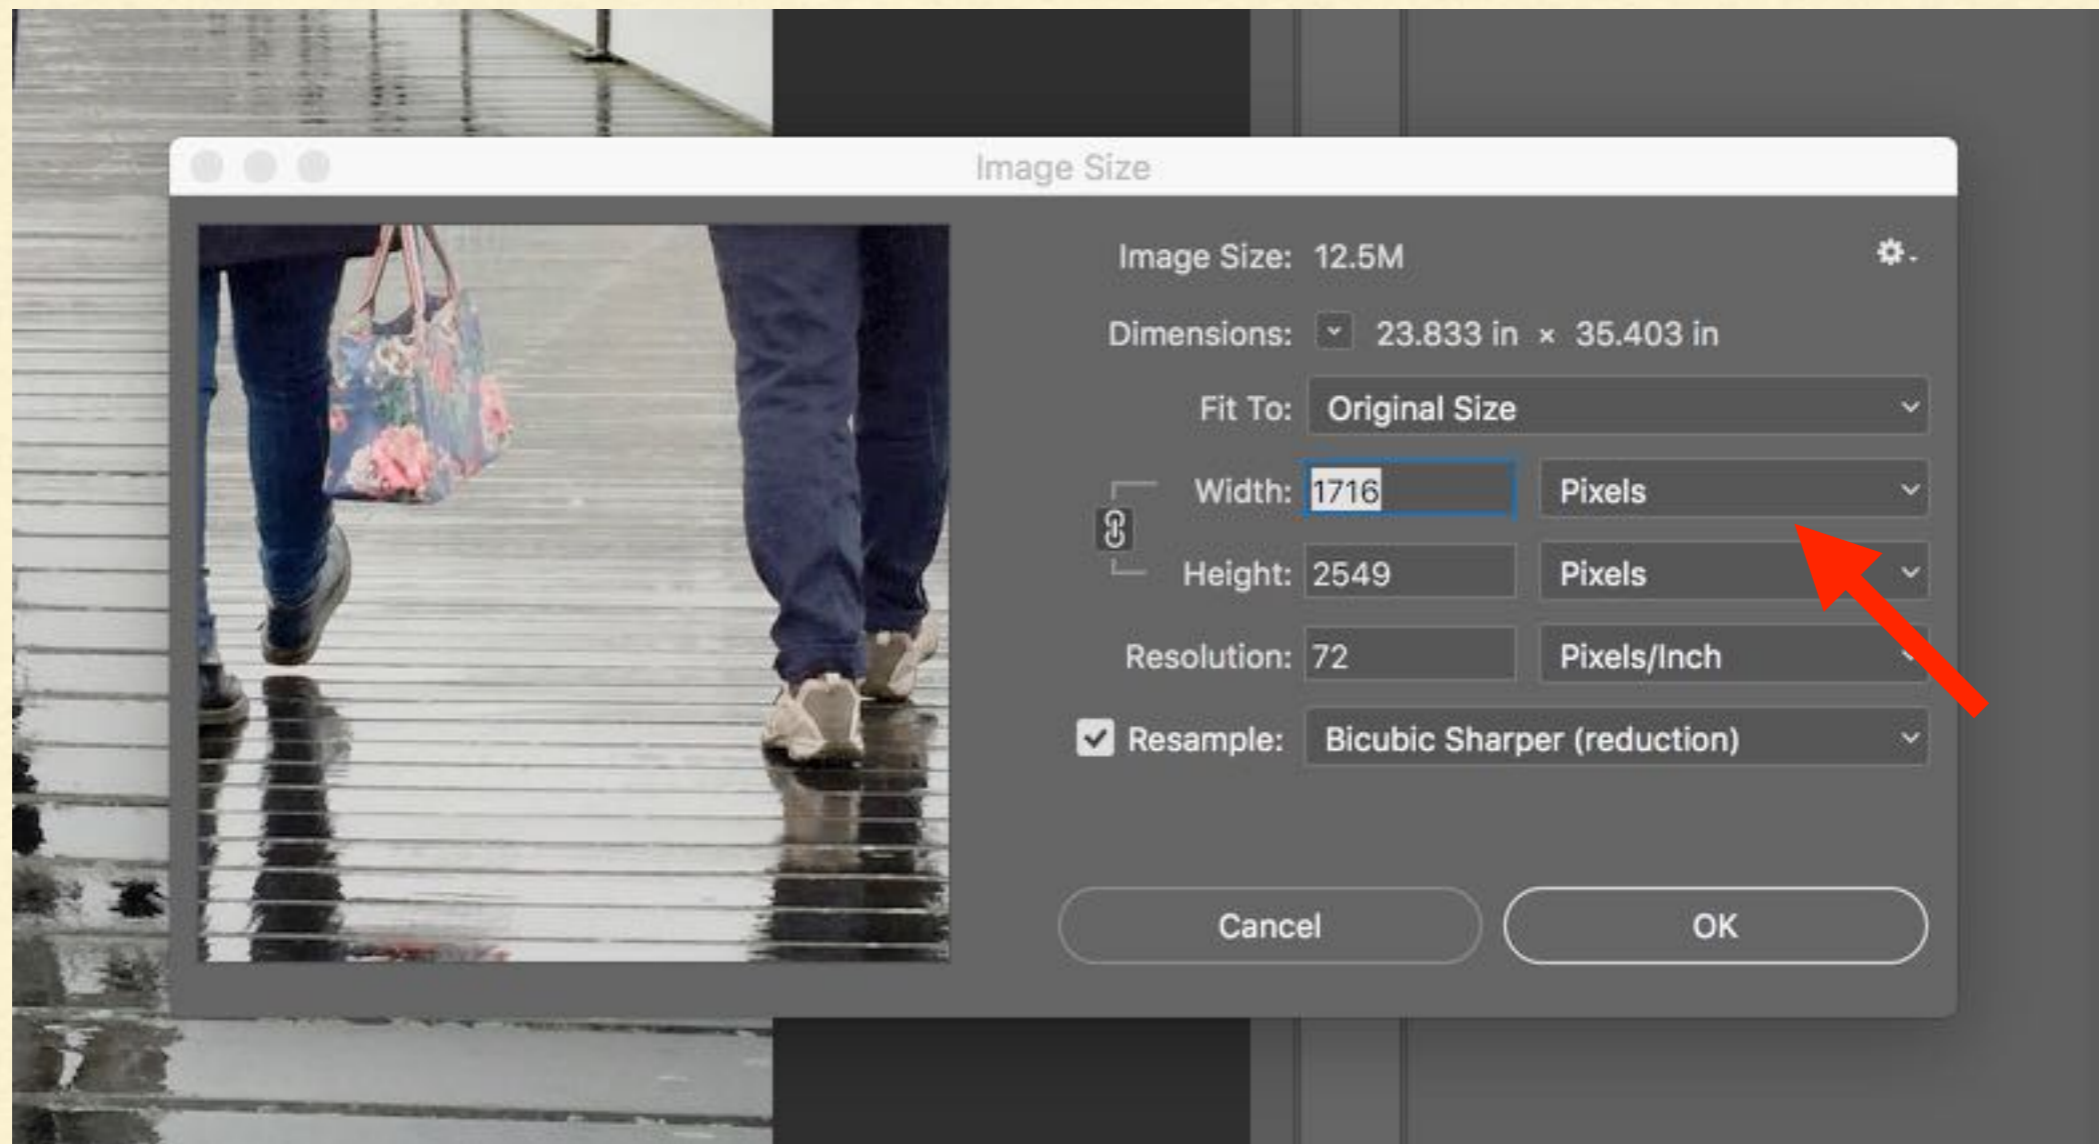 Image Size
Image Size: 12.5M
Dimensions: 23.833 in × 35.403 in
Fit To: Original Size
Width: 1716 Pixels
Height: 2549 Pixels
Resolution: 72 Pixels/Inch
Resample: Bicubic Sharper (reduction)
Cancel OK